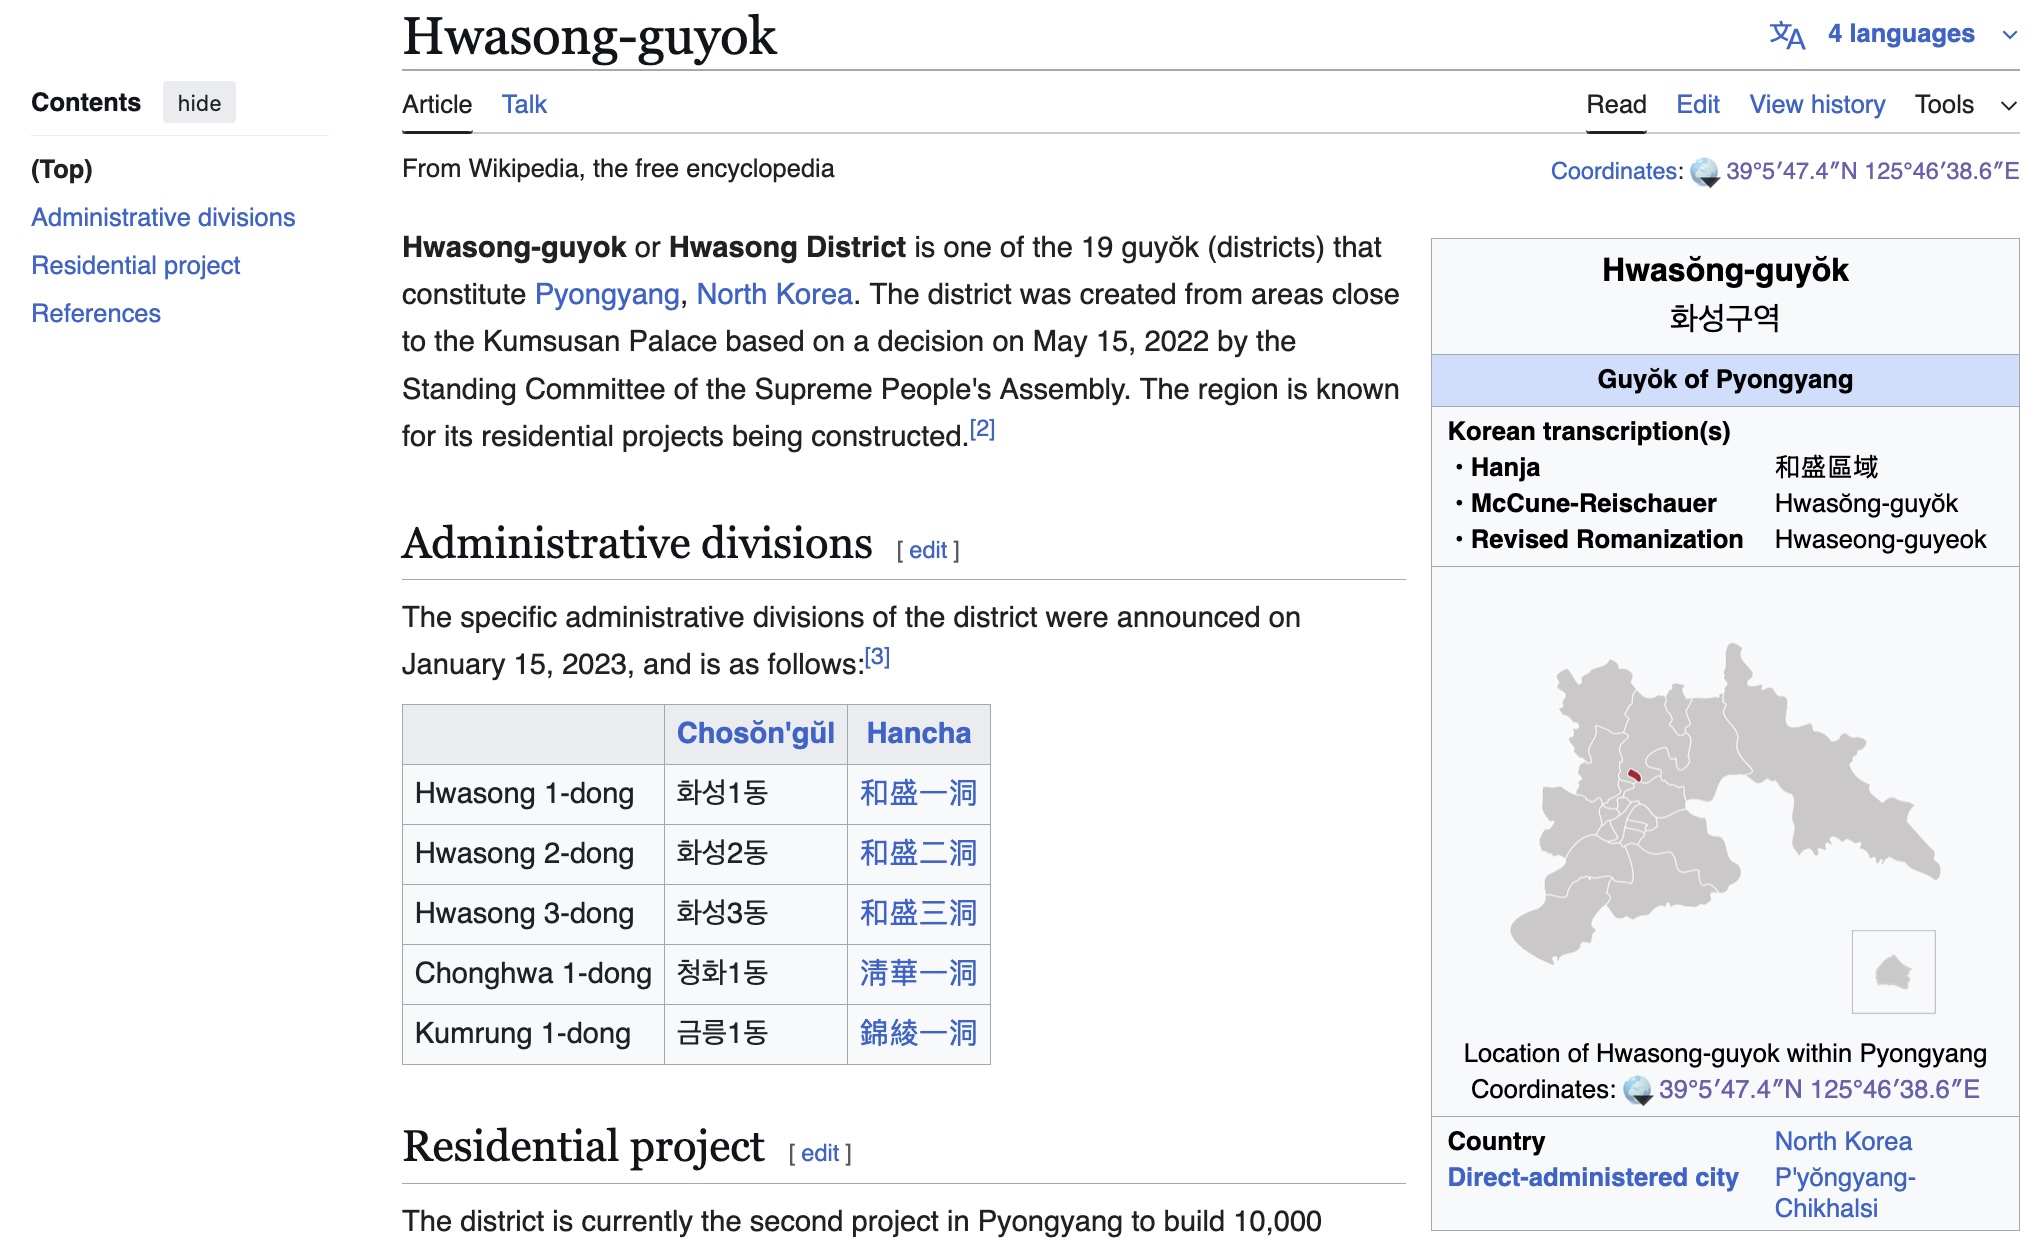 Hwasong-guyok
4 languages
Contents hide
(Top)
Administrative divisions
Residential project
References
Article Talk
Read Edit View history Tools
From Wikipedia, the free encyclopedia
Coordinates: 39°5′47.4″N 125°46′38.6″E
Hwasong-guyok or Hwasong District is one of the 19 guyŏk (districts) that
constitute Pyongyang, North Korea. The district was created from areas close
to the Kumsusan Palace based on a decision on May 15, 2022 by the
Standing Committee of the Supreme People's Assembly. The region is known
for its residential projects being constructed.[2]
Administrative divisions [ edit ]
The specific administrative divisions of the district were announced on
January 15, 2023, and is as follows:[3]
Chosŏn'gŭl Hancha
Hwasong 1-dong 화성1동 和盛一洞
Hwasong 2-dong 화성2동 和盛二洞
Hwasong 3-dong 화성3동 和盛三洞
Chonghwa 1-dong 청화1동 淸華一洞
Kumrung 1-dong 금릉1동 錦綾一洞
Residential project [ edit ]
The district is currently the second project in Pyongyang to build 10,000
Hwasŏng-guyŏk
화성구역
Guyŏk of Pyongyang
Korean transcription(s)
• Hanja 和盛區域
• McCune-Reischauer Hwasŏng-guyŏk
• Revised Romanization Hwaseong-guyeok
Location of Hwasong-guyok within Pyongyang
Coordinates: 39°5′47.4″N 125°46′38.6″E
Country North Korea
Direct-administered city P'yŏngyang-
Chikhalsi